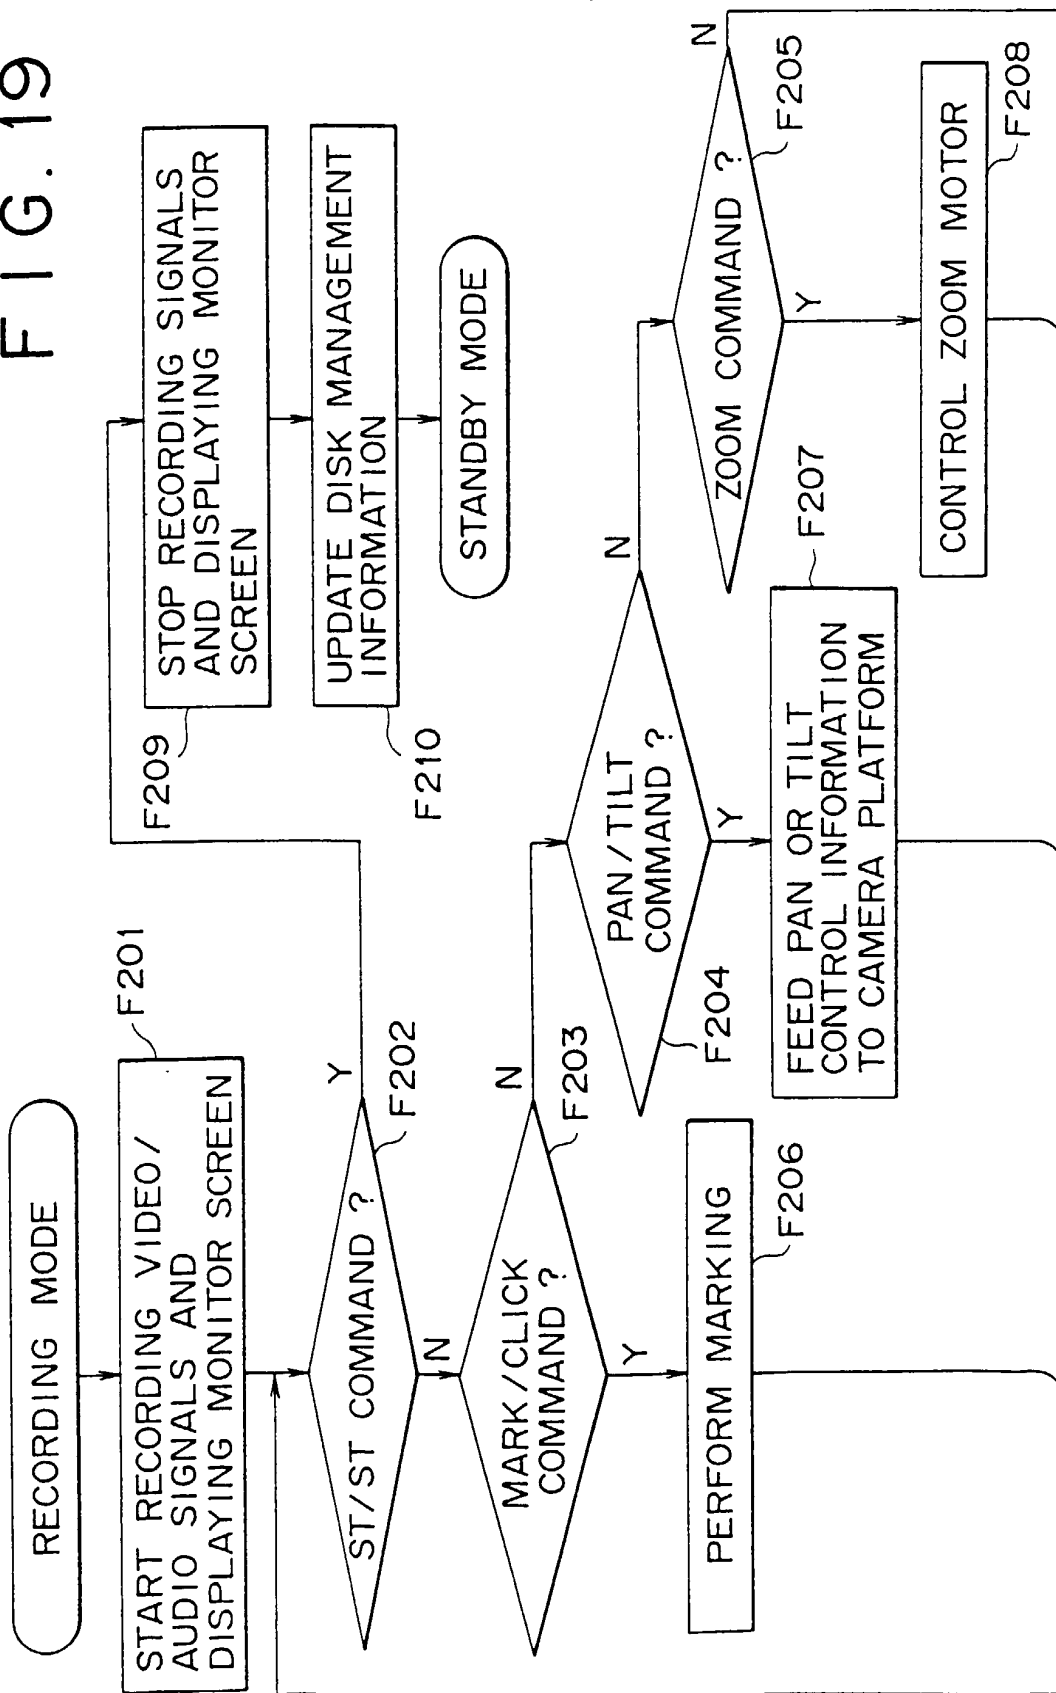 FIG. 19
RECORDING MODE
START RECORDING VIDEO/
AUDIO SIGNALS AND
DISPLAYING MONITOR SCREEN
F201
ST/ST COMMAND ?
F202
Y
N
STOP RECORDING SIGNALS
AND DISPLAYING MONITOR
SCREEN
F209
UPDATE DISK MANAGEMENT
INFORMATION
F210
STANDBY MODE
MARK/CLICK
COMMAND ?
F203
N
Y
PERFORM MARKING
F206
PAN/TILT
COMMAND ?
F204
N
Y
FEED PAN OR TILT
CONTROL INFORMATION
TO CAMERA PLATFORM
F207
ZOOM COMMAND ?
F205
N
Y
CONTROL ZOOM MOTOR
F208